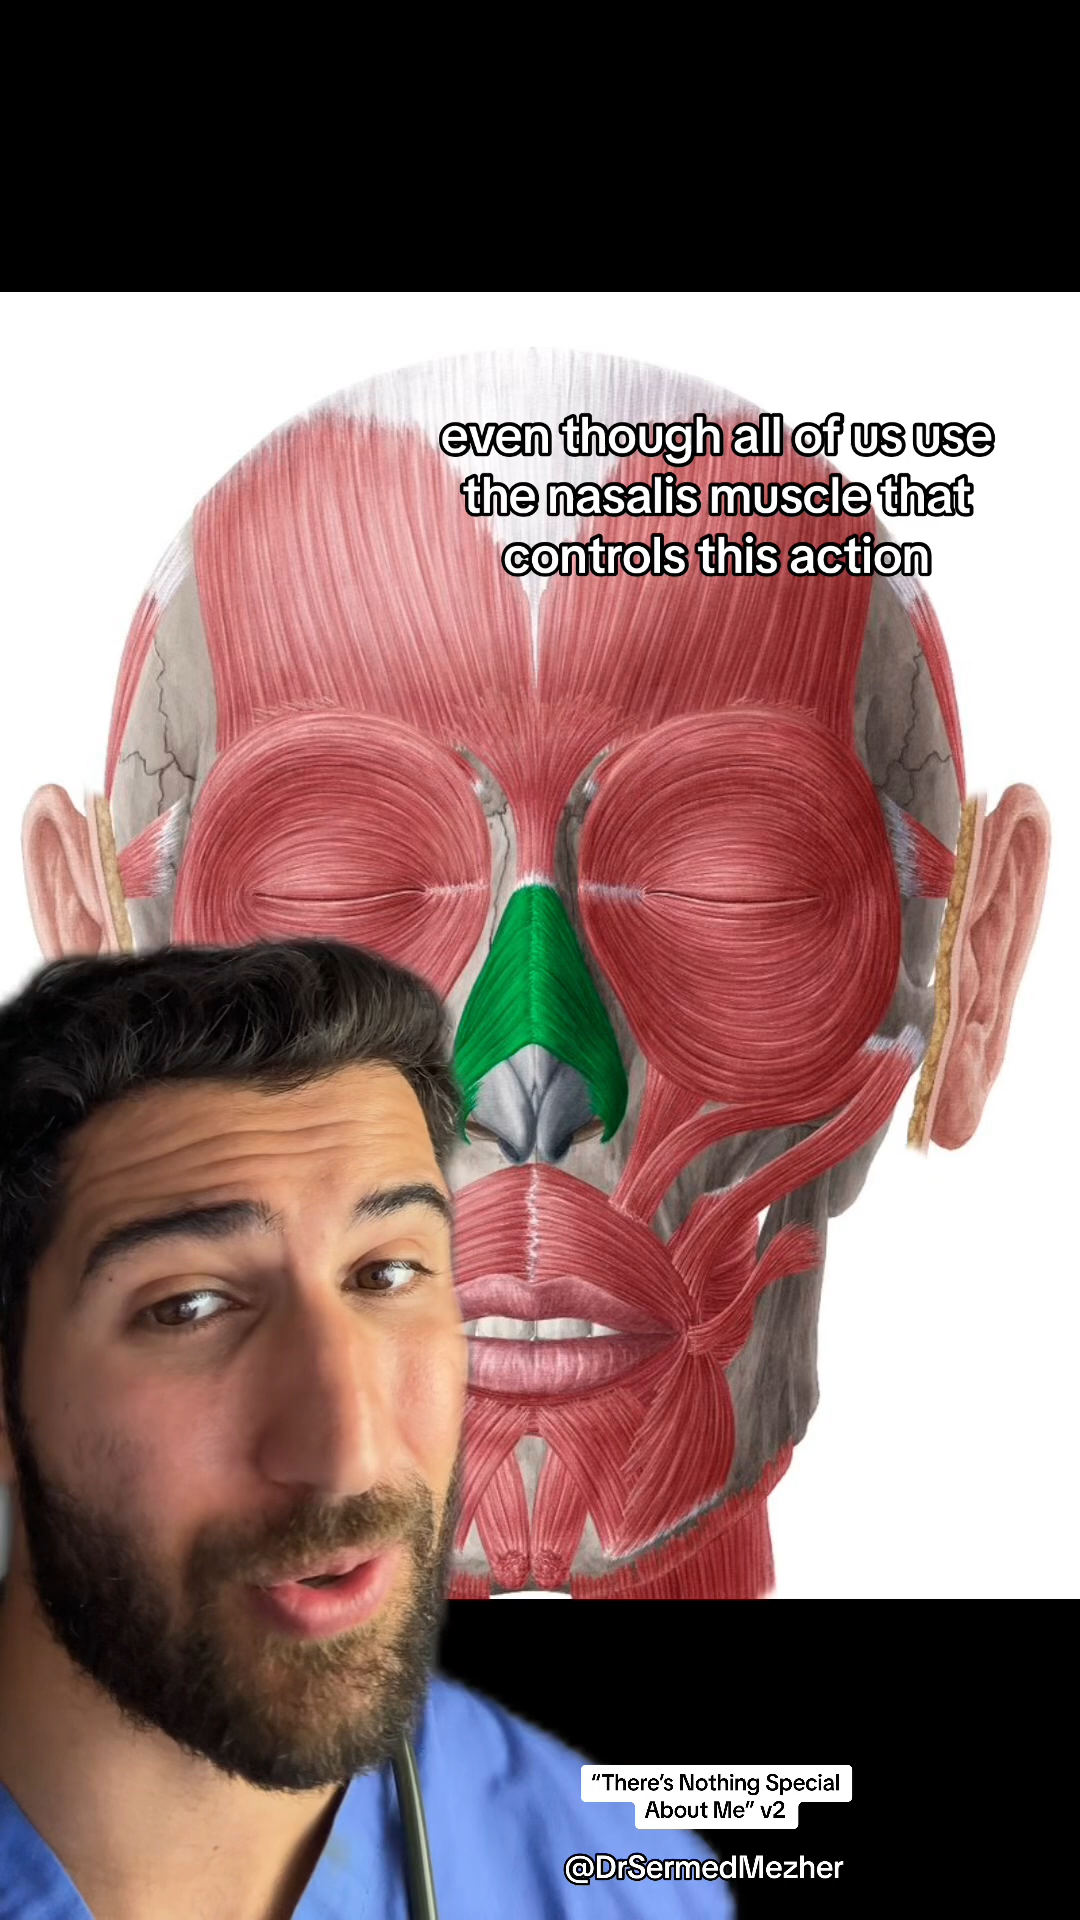 even though all of us use
the nasalis muscle that
controls this action
“There’s Nothing Special
About Me” v2
@DrSermedMezher